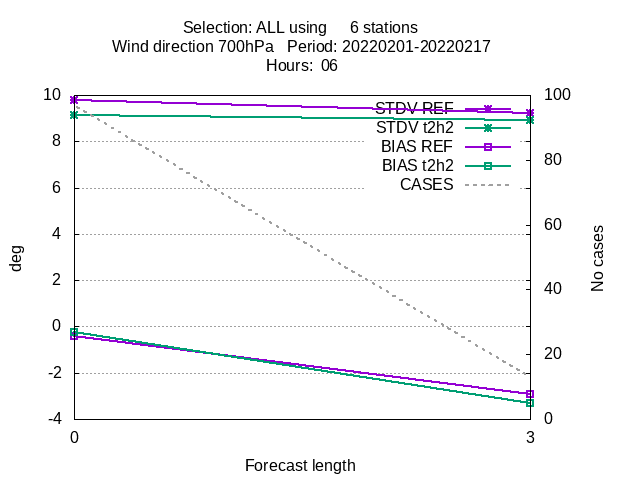 Selection: ALL using     6 stations
Wind direction 700hPa   Period: 20220201-20220217
Hours:  06
10
8
6
4
2
0
-2
-4
deg
100
80
60
40
20
0
No cases
STDV REF
STDV t2h2
BIAS REF
BIAS t2h2
CASES
0
3
Forecast length